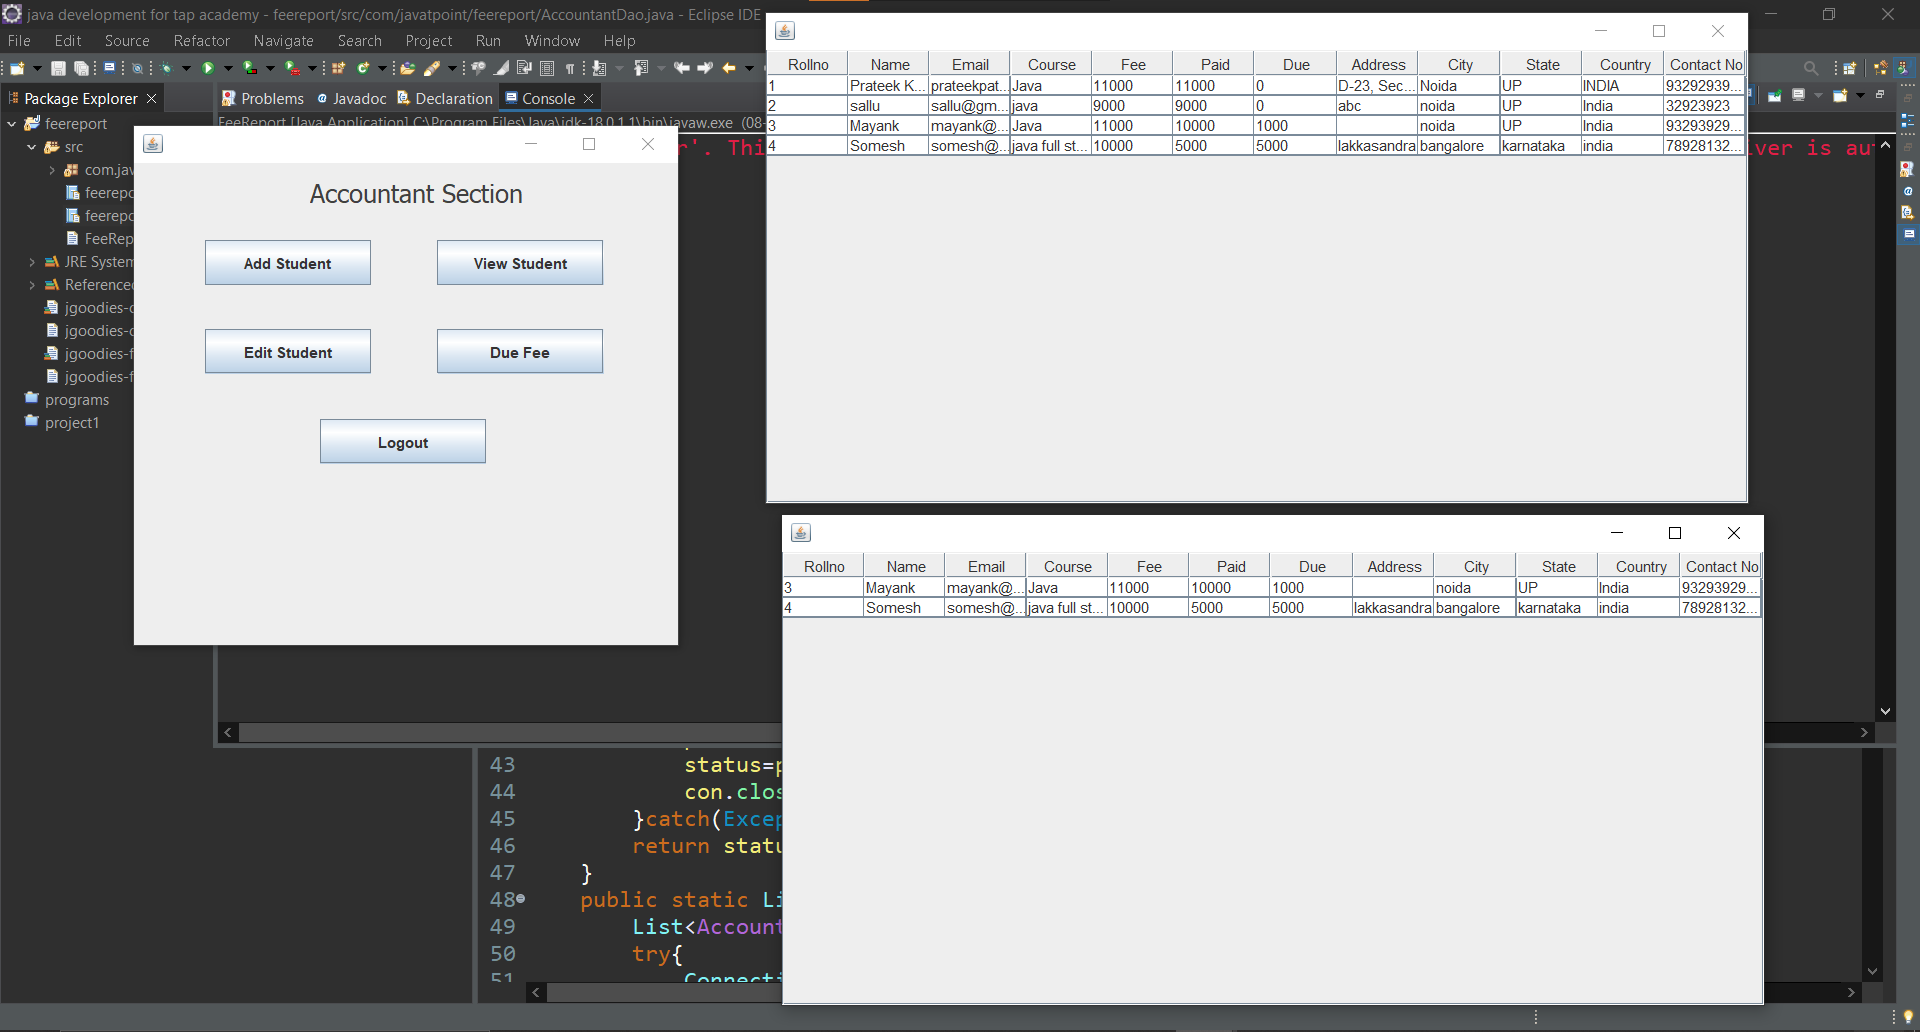 java development for tap academy - feereport/src/com/javatpoint/feereport/AccountantDao.java - Eclipse IDE
File Edit Source Refactor Navigate Search Project Run Window Help
Package Explorer
Problems Javadoc Declaration Console
FeeReport [Java Application] C:\Program Files\Java\jdk-18.0.1.1\bin\javaw.exe (08-
r'. Thi
ver is au
feereport
src
com.jav
feerepo
feerepo
FeeRep
JRE System
Referenced
jgoodies-c
jgoodies-c
jgoodies-f
jgoodies-f
programs
project1
Accountant Section
Add Student View Student
Edit Student Due Fee
Logout
Rollno Name Email Course Fee Paid Due Address City State Country Contact No
1 Prateek K... prateekpat... Java 11000 11000 0 D-23, Sec... Noida UP INDIA 93292939...
2 sallu sallu@gm... java 9000 9000 0 abc noida UP India 32923923
3 Mayank mayank@... Java 11000 10000 1000 noida UP India 93293929...
4 Somesh somesh@... java full st... 10000 5000 5000 lakkasandra bangalore karnataka india 78928132...
Rollno Name Email Course Fee Paid Due Address City State Country Contact No
3 Mayank mayank@... Java 11000 10000 1000 noida UP India 93293929...
4 Somesh somesh@... java full st... 10000 5000 5000 lakkasandra bangalore karnataka india 78928132...
43 status=p
44 con.clos
45 }catch(Excep
46 return statu
47 }
48 public static Li
49 List<Account
50 try{
51 Connecti